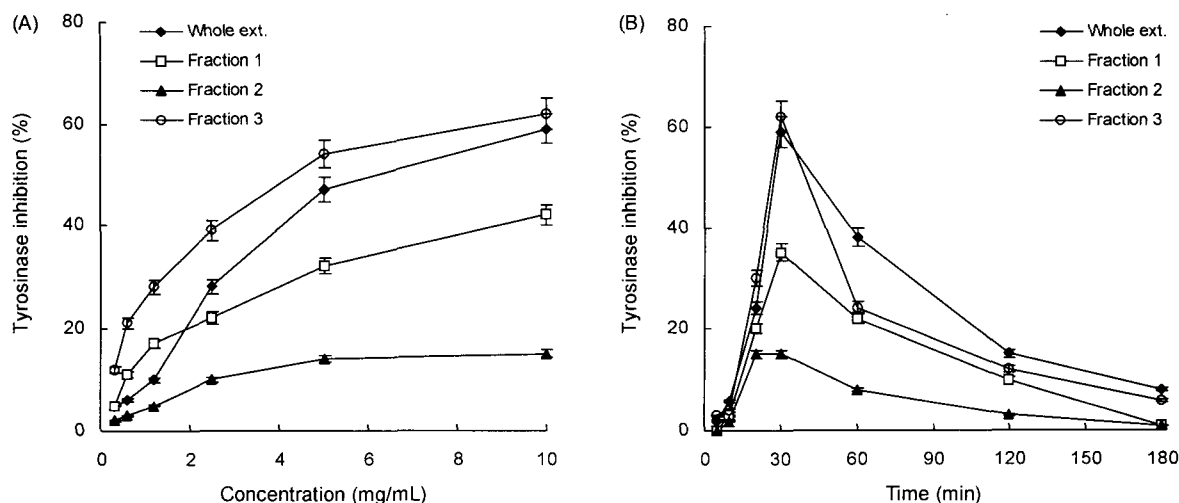 (A)
80
60
40
20
0
Tyrosinase inhibition (%)
Whole ext.
Fraction 1
Fraction 2
Fraction 3
0 2 4 6 8 10
Concentration (mg/mL)
(B)
80
60
40
20
0
Tyrosinase inhibition (%)
Whole ext.
Fraction 1
Fraction 2
Fraction 3
0 30 60 90 120 150 180
Time (min)